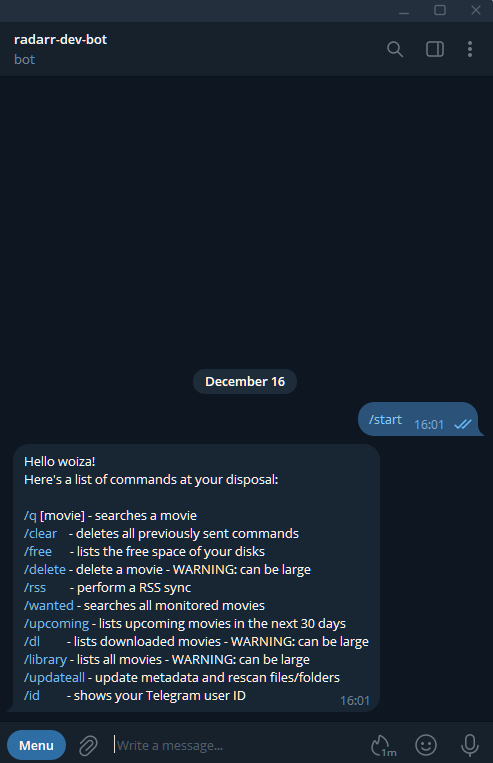 radarr-dev-bot
bot
December 16
/start 16:01
Hello woiza!
Here's a list of commands at your disposal:
/q [movie] - searches a movie
/clear - deletes all previously sent commands
/free - lists the free space of your disks
/delete - delete a movie - WARNING: can be large
/rss - perform a RSS sync
/wanted - searches all monitored movies
/upcoming - lists upcoming movies in the next 30 days
/dl - lists downloaded movies - WARNING: can be large
/library - lists all movies - WARNING: can be large
/updateall - update metadata and rescan files/folders
/id - shows your Telegram user ID
16:01
Menu
Write a message...
1m